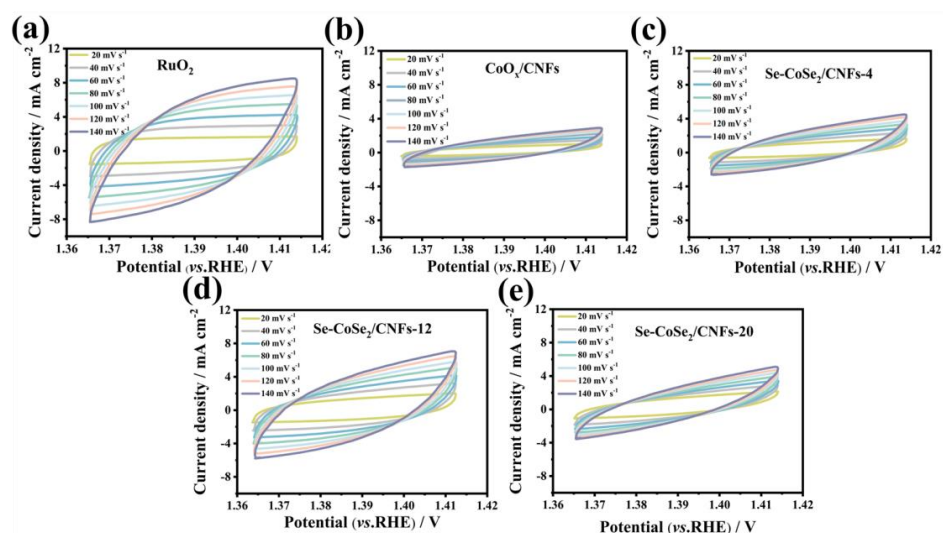 (a)
RuO2
20 mV s-1
40 mV s-1
60 mV s-1
80 mV s-1
100 mV s-1
120 mV s-1
140 mV s-1
Current density / mA cm-2
12
8
4
0
-4
-8
1.36 1.37 1.38 1.39 1.40 1.41 1.42
Potential (vs.RHE) / V
(b)
CoOx/CNFs
20 mV s-1
40 mV s-1
60 mV s-1
80 mV s-1
100 mV s-1
120 mV s-1
140 mV s-1
Current density / mA cm-2
12
8
4
0
-4
-8
1.36 1.37 1.38 1.39 1.40 1.41 1.42
Potential (vs.RHE) / V
(c)
Se-CoSe2/CNFs-4
20 mV s-1
40 mV s-1
60 mV s-1
80 mV s-1
100 mV s-1
120 mV s-1
140 mV s-1
Current density / mA cm-2
12
8
4
0
-4
-8
1.36 1.37 1.38 1.39 1.40 1.41 1.42
Potential (vs.RHE) / V
(d)
Se-CoSe2/CNFs-12
20 mV s-1
40 mV s-1
60 mV s-1
80 mV s-1
100 mV s-1
120 mV s-1
140 mV s-1
Current density / mA cm-2
12
8
4
0
-4
-8
1.36 1.37 1.38 1.39 1.40 1.41 1.42
Potential (vs.RHE) / V
(e)
Se-CoSe2/CNFs-20
20 mV s-1
40 mV s-1
60 mV s-1
80 mV s-1
100 mV s-1
120 mV s-1
140 mV s-1
Current density / mA cm-2
12
8
4
0
-4
-8
1.36 1.37 1.38 1.39 1.40 1.41 1.42
Potential (vs.RHE) / V